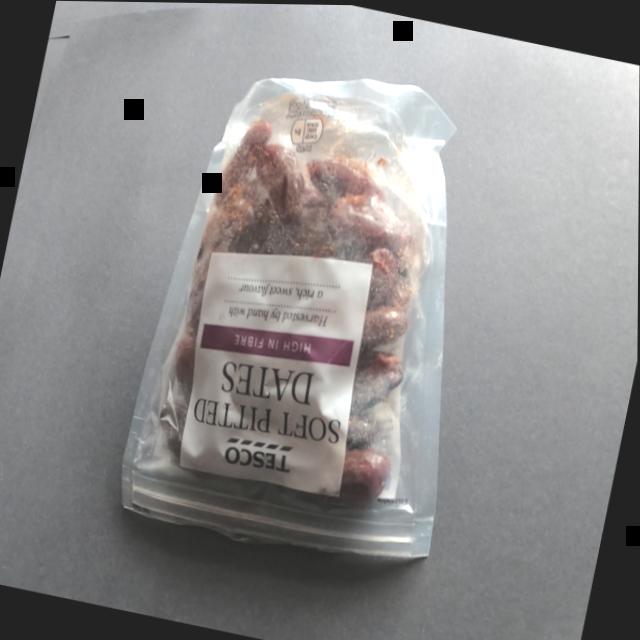 TESCO
SOFT PITTED
DATES
HIGH IN FIBRE
Harvested by hand with
a rich, sweet flavour